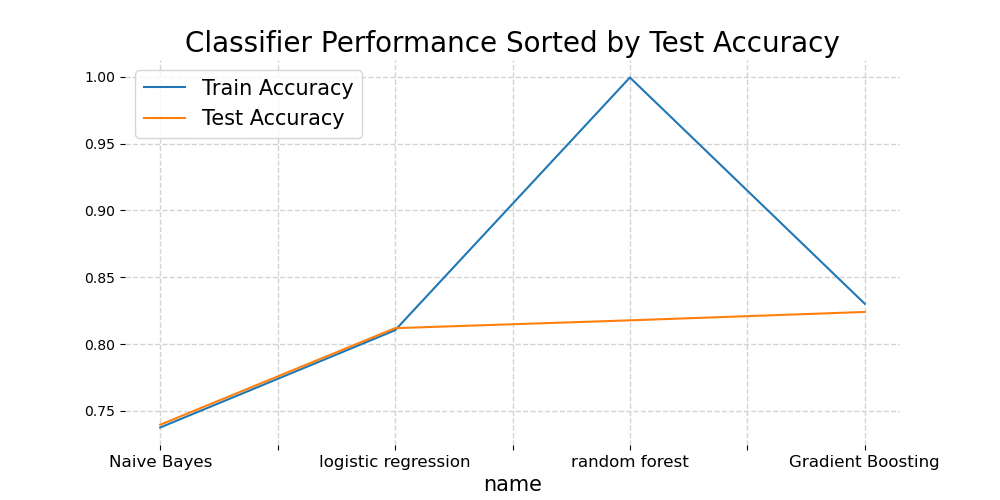 Classifier Performance Sorted by Test Accuracy
Train Accuracy
Test Accuracy
1.00
0.95
0.90
0.85
0.80
0.75
Naive Bayes logistic regression random forest Gradient Boosting
name